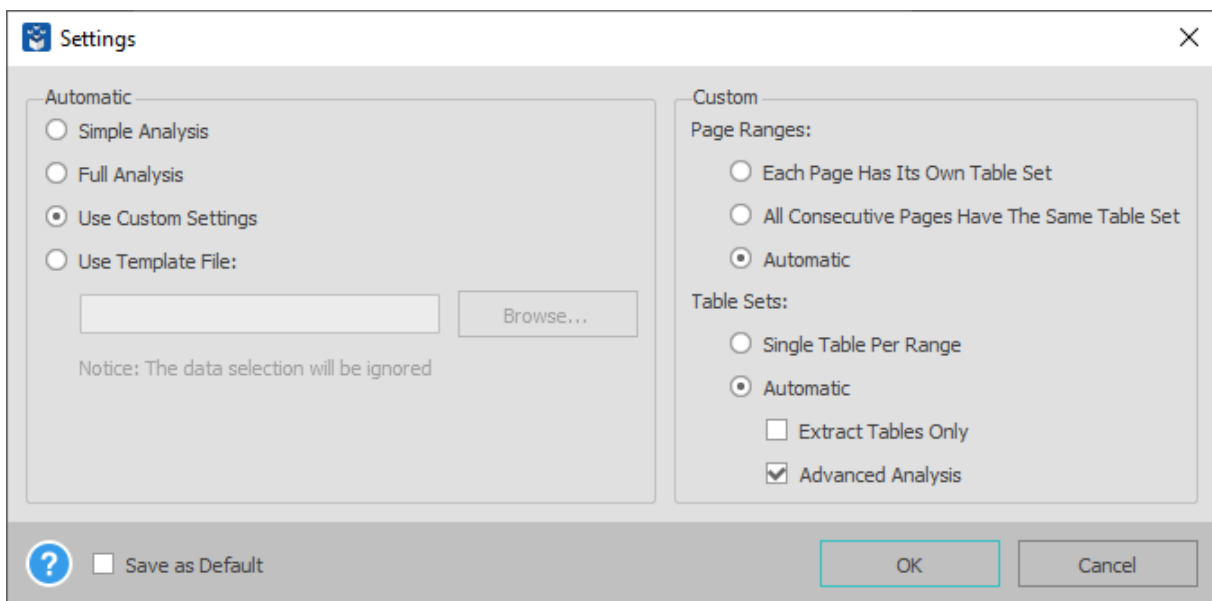 Settings
Automatic
Simple Analysis
Full Analysis
Use Custom Settings
Use Template File:
Browse...
Notice: The data selection will be ignored
Custom
Page Ranges:
Each Page Has Its Own Table Set
All Consecutive Pages Have The Same Table Set
Automatic
Table Sets:
Single Table Per Range
Automatic
Extract Tables Only
Advanced Analysis
?
Save as Default
OK
Cancel